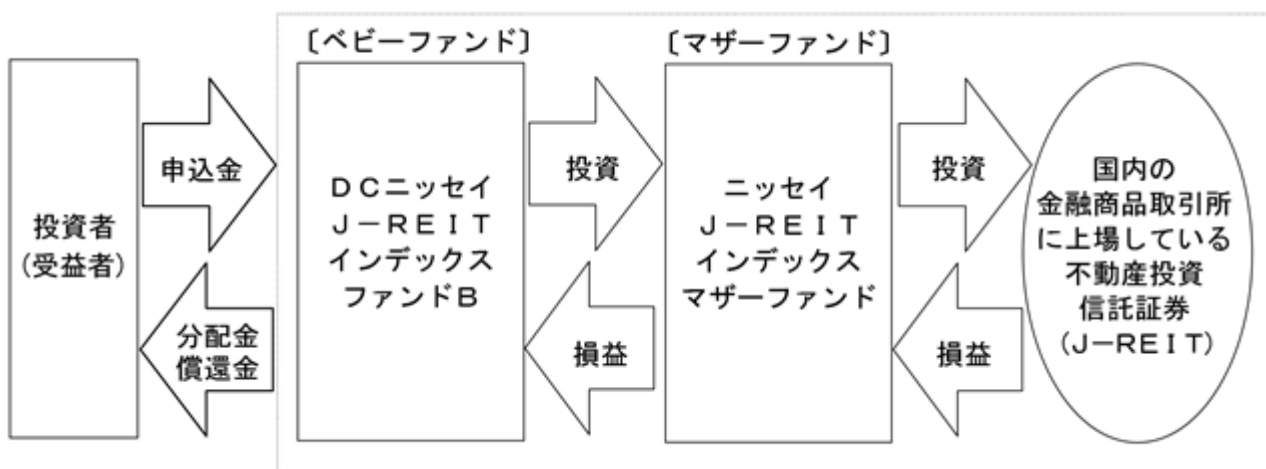 〔ベビーファンド〕
〔マザーファンド〕
投資者
(受益者)
申込金
分配金
償還金
DCニッセイ
J-REIT
インデックス
ファンドB
投資
損益
ニッセイ
J-REIT
インデックス
マザーファンド
投資
損益
国内の
金融商品取引所
に上場している
不動産投資
信託証券
(J-REIT)